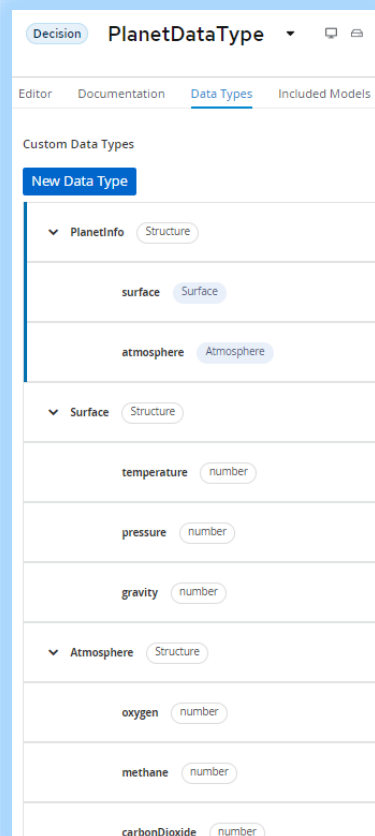 Decision PlanetDataType
Editor Documentation Data Types Included Models
Custom Data Types
New Data Type
PlanetInfo Structure
surface Surface
atmosphere Atmosphere
Surface Structure
temperature number
pressure number
gravity number
Atmosphere Structure
oxygen number
methane number
carbonDioxide number